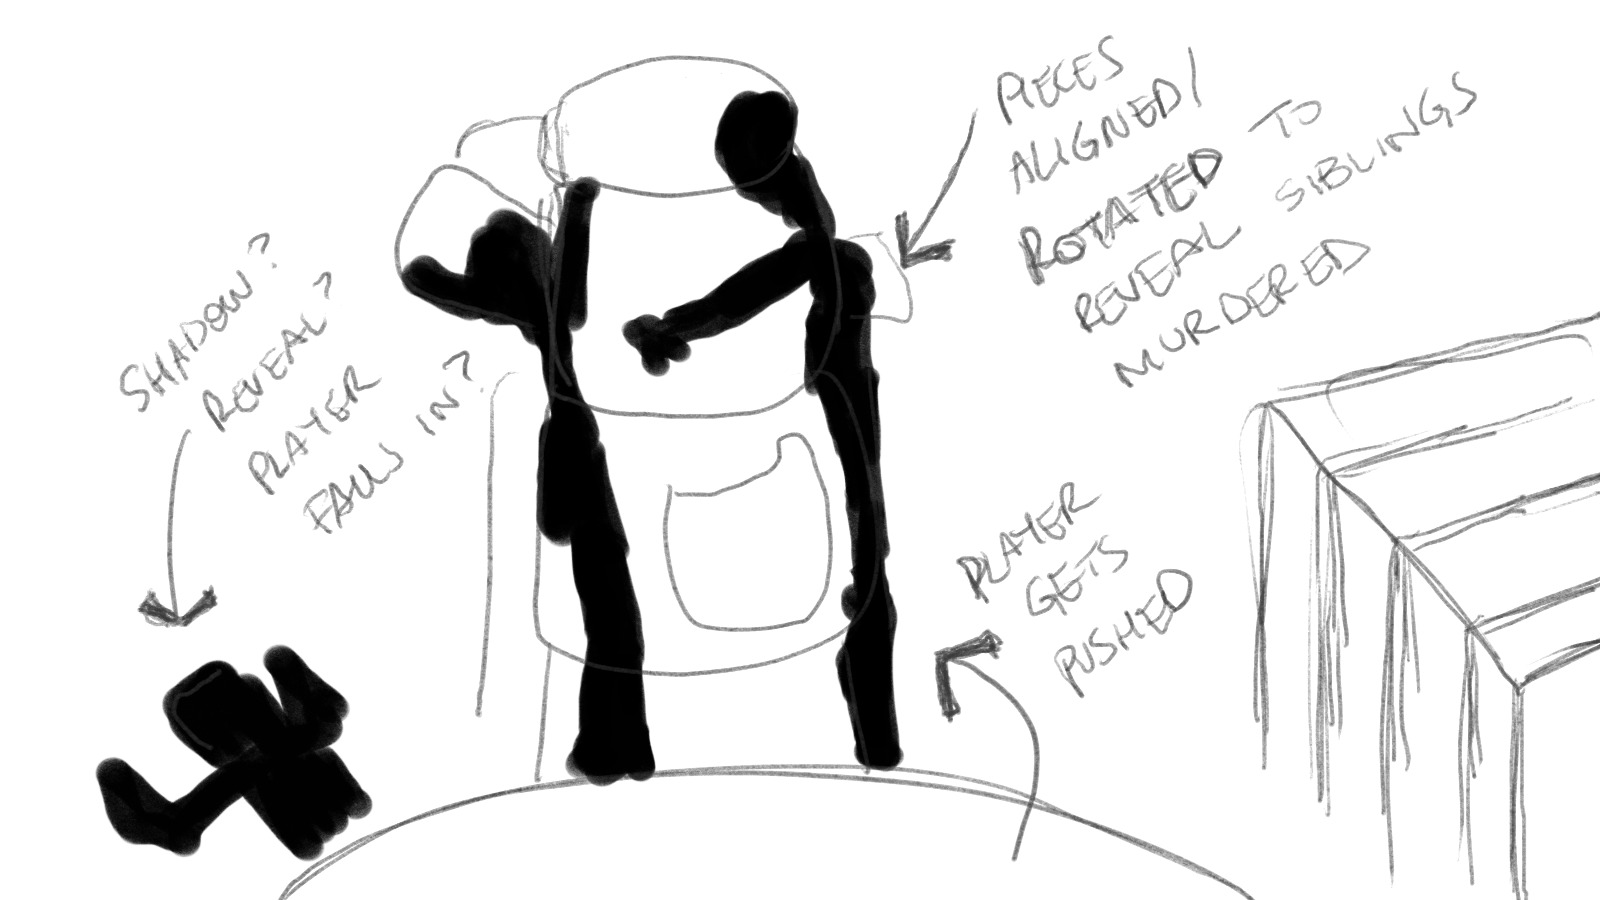 SHADOW?
REVEAL?
PLAYER
FALLS IN?
PIECES
ALIGNED/
ROTATED TO
REVEAL SIBLINGS
MURDERED
PLAYER
GETS
PUSHED